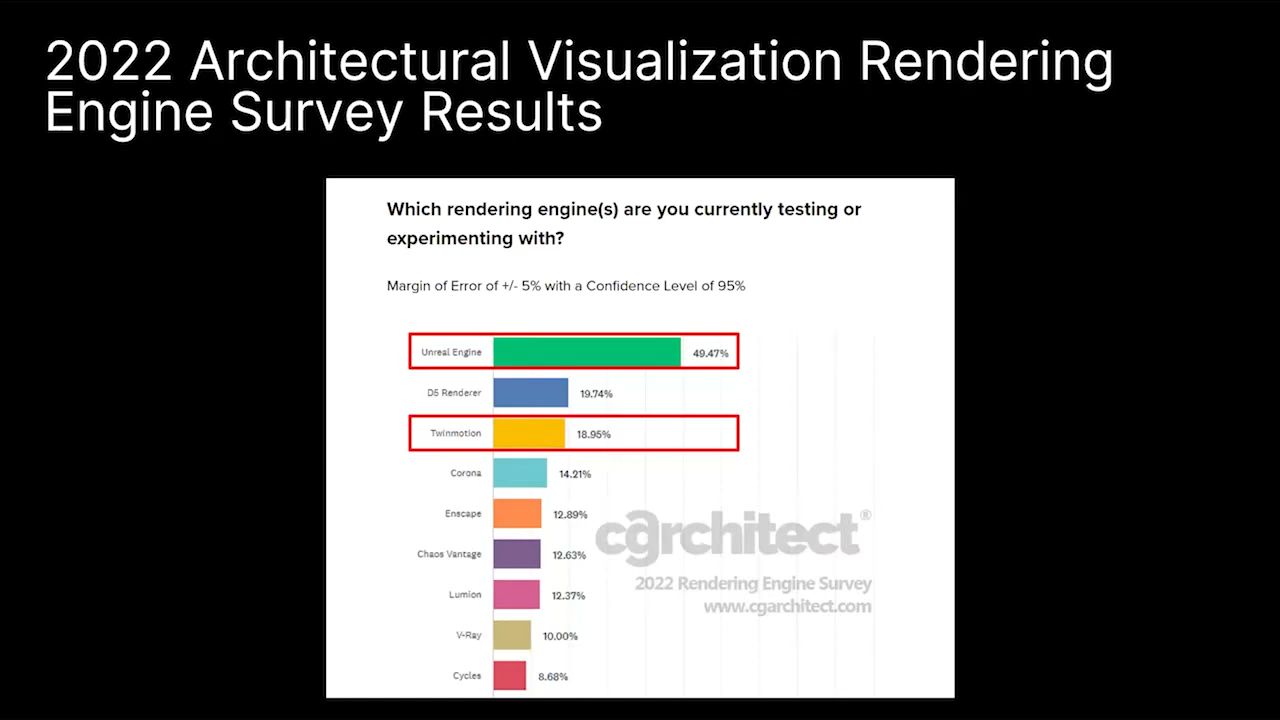 2022 Architectural Visualization Rendering
Engine Survey Results
Which rendering engine(s) are you currently testing or
experimenting with?
Margin of Error of +/- 5% with a Confidence Level of 95%
Unreal Engine 49.47%
D5 Renderer 19.74%
Twinmotion 18.95%
Corona 14.21%
Enscape 12.89%
Chaos Vantage 12.63%
Lumion 12.37%
V-Ray 10.00%
Cycles 8.68%
cgarchitect®
2022 Rendering Engine Survey
www.cgarchitect.com